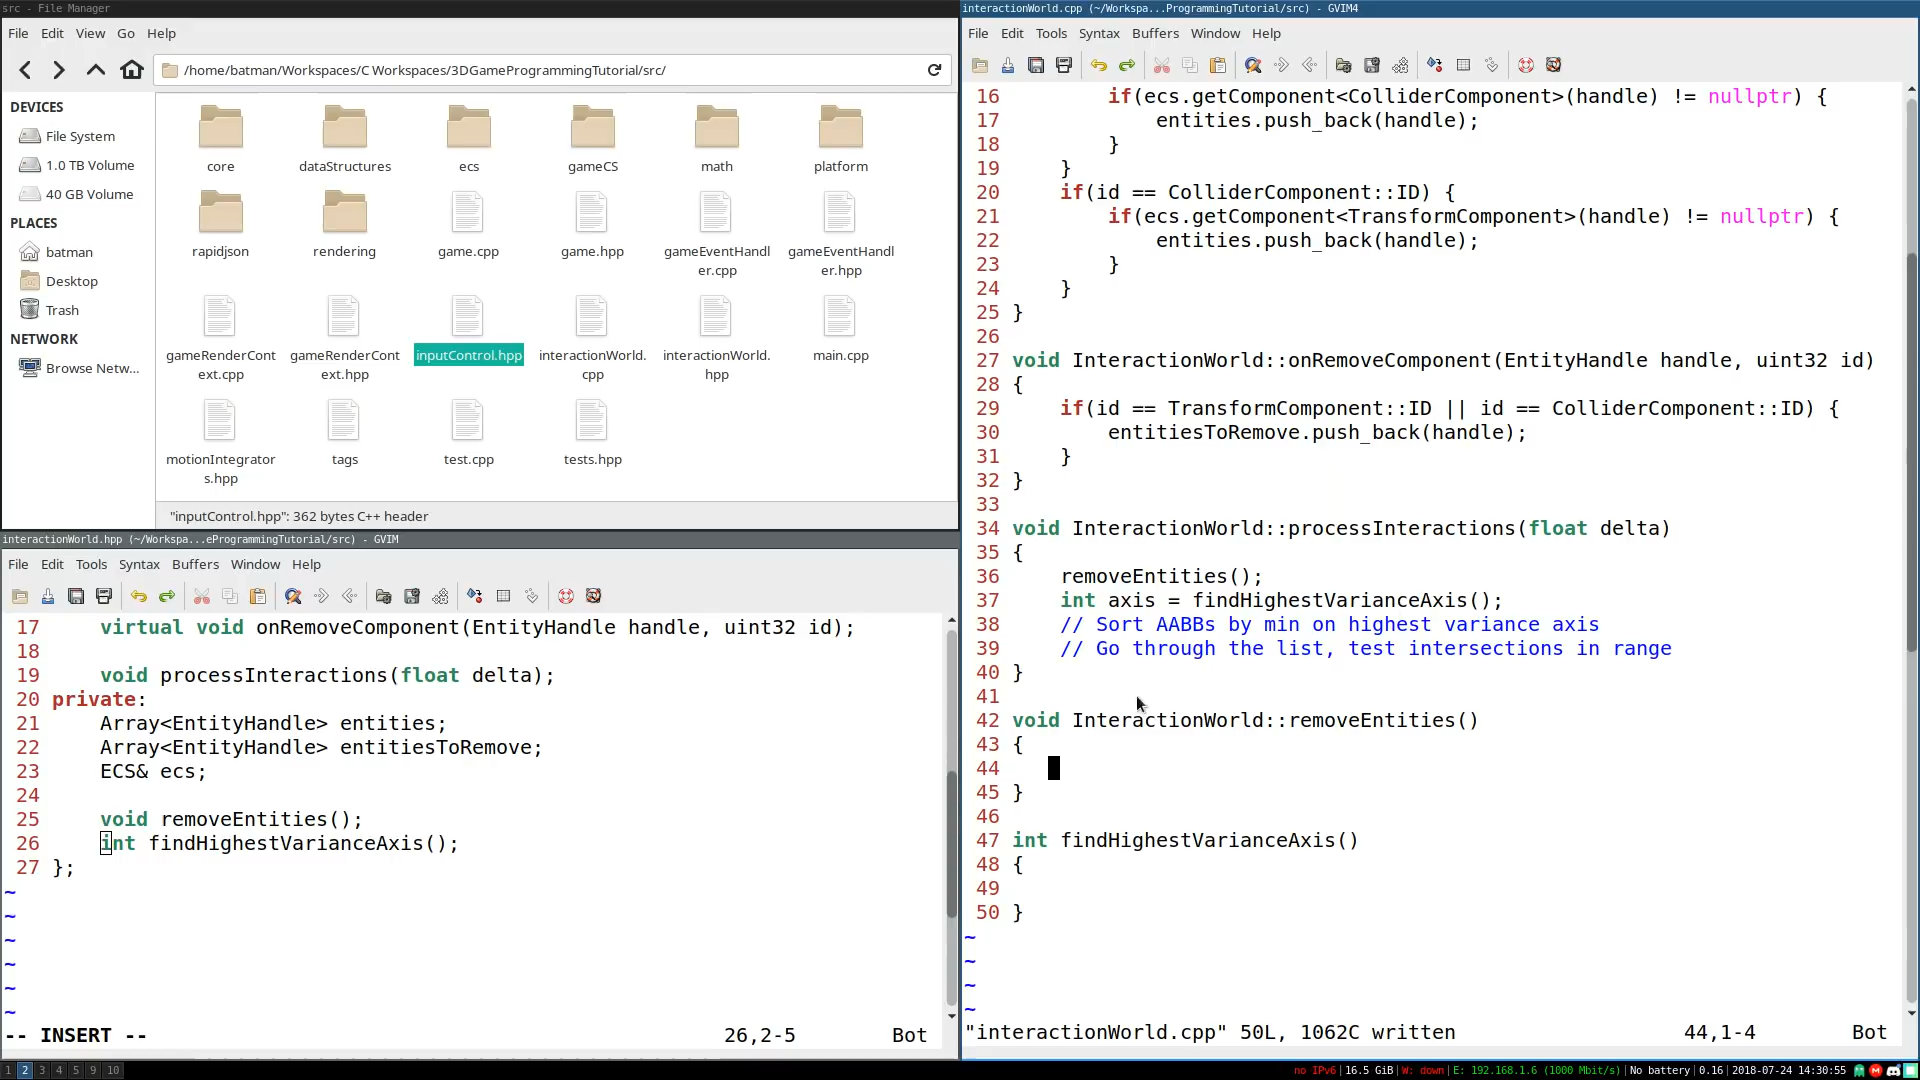 src - File Manager
File Edit View Go Help
/home/batman/Workspaces/C Workspaces/3DGameProgrammingTutorial/src/
DEVICES
File System
1.0 TB Volume
40 GB Volume
PLACES
batman
Desktop
Trash
NETWORK
Browse Netw...
core dataStructures ecs gameCS math platform
rapidjson rendering game.cpp game.hpp gameEventHandl
er.cpp gameEventHandl
er.hpp
gameRenderCont
ext.cpp gameRenderCont
ext.hpp inputControl.hpp interactionWorld.
cpp interactionWorld.
hpp main.cpp
motionIntegrator
s.hpp tags test.cpp tests.hpp
"inputControl.hpp": 362 bytes C++ header
interactionWorld.hpp (~/Workspa...eProgrammingTutorial/src) - GVIM
File Edit Tools Syntax Buffers Window Help
17 virtual void onRemoveComponent(EntityHandle handle, uint32 id);
18
19 void processInteractions(float delta);
20 private:
21 Array<EntityHandle> entities;
22 Array<EntityHandle> entitiesToRemove;
23 ECS& ecs;
24
25 void removeEntities();
26 int findHighestVarianceAxis();
27 };
~
~
~
~
~
~
-- INSERT -- 26,2-5 Bot
interactionWorld.cpp (~/Workspa...ProgrammingTutorial/src) - GVIM4
File Edit Tools Syntax Buffers Window Help
16 if(ecs.getComponent<ColliderComponent>(handle) != nullptr) {
17 entities.push_back(handle);
18 }
19 }
20 if(id == ColliderComponent::ID) {
21 if(ecs.getComponent<TransformComponent>(handle) != nullptr) {
22 entities.push_back(handle);
23 }
24 }
25 }
26
27 void InteractionWorld::onRemoveComponent(EntityHandle handle, uint32 id)
28 {
29 if(id == TransformComponent::ID || id == ColliderComponent::ID) {
30 entitiesToRemove.push_back(handle);
31 }
32 }
33
34 void InteractionWorld::processInteractions(float delta)
35 {
36 removeEntities();
37 int axis = findHighestVarianceAxis();
38 // Sort AABBs by min on highest variance axis
39 // Go through the list, test intersections in range
40 }
41
42 void InteractionWorld::removeEntities()
43 {
44
45 }
46
47 int findHighestVarianceAxis()
48 {
49
50 }
~
~
~
~
"interactionWorld.cpp" 50L, 1062C written 44,1-4 Bot
1 2 3 4 5 9 10
no IPv6|16.5 GiB|W: down|E: 192.168.1.6 (1000 Mbit/s)|No battery|0.16|2018-07-24 14:30:55